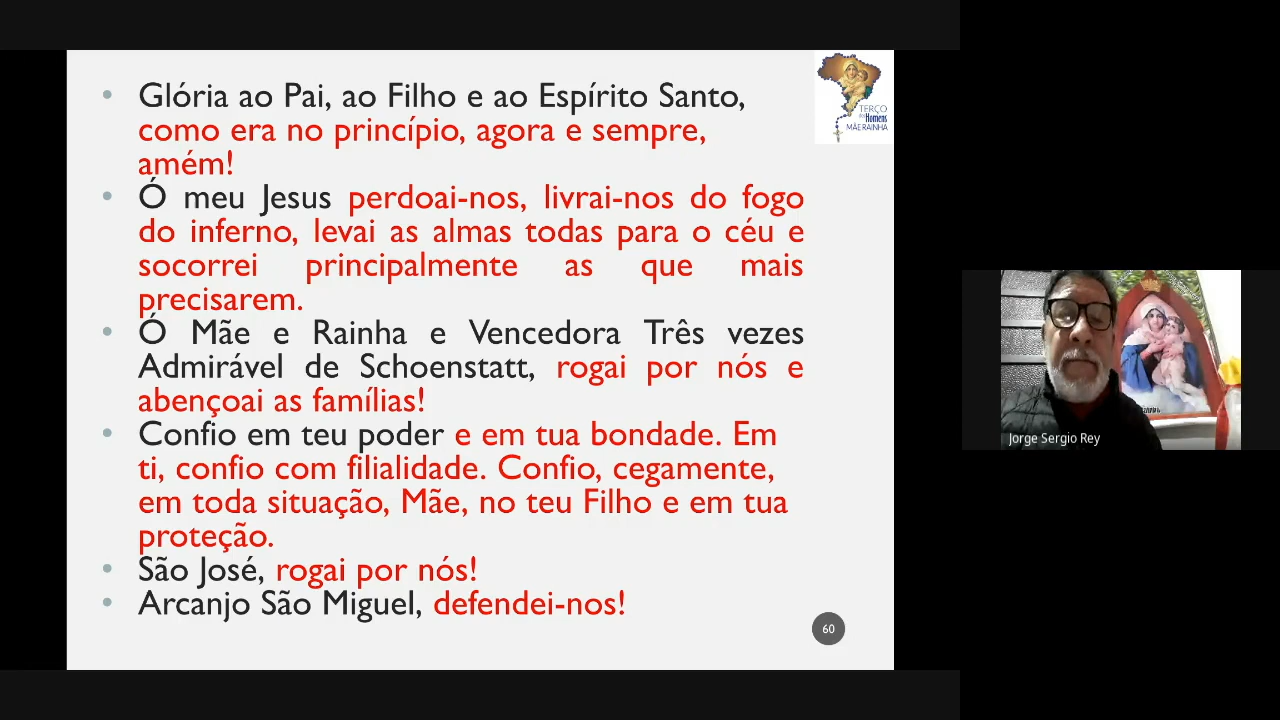 • Glória ao Pai, ao Filho e ao Espírito Santo,
como era no princípio, agora e sempre,
amém!
• Ó meu Jesus perdoai-nos, livrai-nos do fogo
do inferno, levai as almas todas para o céu e
socorrei principalmente as que mais
precisarem.
• Ó Mãe e Rainha e Vencedora Três vezes
Admirável de Schoenstatt, rogai por nós e
abençoai as famílias!
• Confio em teu poder e em tua bondade. Em
ti, confio com filialidade. Confio, cegamente,
em toda situação, Mãe, no teu Filho e em tua
proteção.
• São José, rogai por nós!
• Arcanjo São Miguel, defendei-nos!
60
TERÇO
dos Homens
MÃE RAINHA
Jorge Sergio Rey